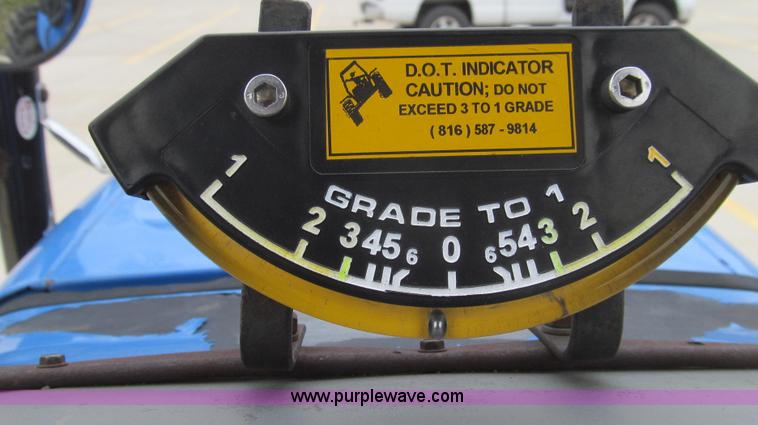 D.O.T. INDICATOR
CAUTION; DO NOT
EXCEED 3 TO 1 GRADE
( 816 ) 587 - 9814
GRADE TO 1
1 2 3 4 5 6 0 6 5 4 3 2 1
www.purplewave.com